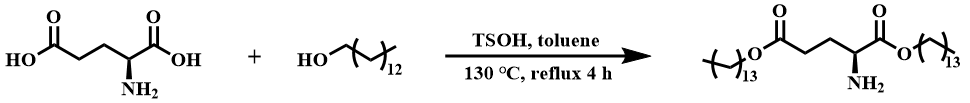 O
O
HO
OH
NH2
+
HO
12
TSOH, toluene
130 °C, reflux 4 h
O
O
O
O
13
13
NH2